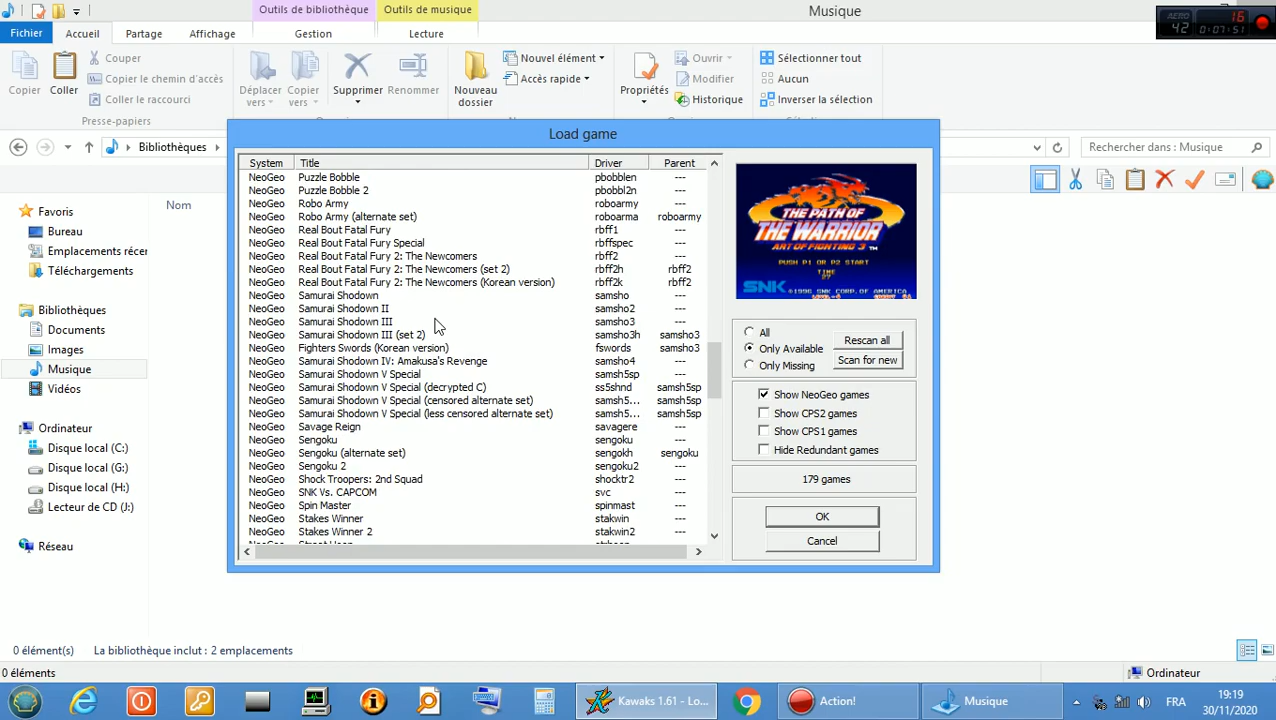 Outils de bibliothèque
Outils de musique
Musique
AERO
42
16
0:07:51
Fichier
Accueil
Partage
Affichage
Gestion
Lecture
Copier
Coller
Couper
Copier le chemin d'accès
Coller le raccourci
Presse-papiers
Déplacer vers
Copier vers
Supprimer
Renommer
Nouveau dossier
Nouvel élément
Accès rapide
Propriétés
Ouvrir
Modifier
Historique
Sélectionner tout
Aucun
Inverser la sélection
Bibliothèques
Rechercher dans : Musique
Nom
Favoris
Bureau
Emplacements récer
Téléchargements
Bibliothèques
Documents
Images
Musique
Vidéos
Ordinateur
Disque local (C:)
Disque local (G:)
Disque local (H:)
Lecteur de CD (J:)
Réseau
Load game
System Title Driver Parent
NeoGeo Puzzle Bobble pbobblen ---
NeoGeo Puzzle Bobble 2 pbobbl2n ---
NeoGeo Robo Army roboarmy ---
NeoGeo Robo Army (alternate set) roboarma roboarmy
NeoGeo Real Bout Fatal Fury rbff1 ---
NeoGeo Real Bout Fatal Fury Special rbffspec ---
NeoGeo Real Bout Fatal Fury 2: The Newcomers rbff2 ---
NeoGeo Real Bout Fatal Fury 2: The Newcomers (set 2) rbff2h rbff2
NeoGeo Real Bout Fatal Fury 2: The Newcomers (Korean version) rbff2k rbff2
NeoGeo Samurai Shodown samsho ---
NeoGeo Samurai Shodown II samsho2 ---
NeoGeo Samurai Shodown III samsho3 ---
NeoGeo Samurai Shodown III (set 2) samsho3h samsho3
NeoGeo Fighters Swords (Korean version) fswords samsho3
NeoGeo Samurai Shodown IV: Amakusa's Revenge samsho4 ---
NeoGeo Samurai Shodown V Special samsh5sp ---
NeoGeo Samurai Shodown V Special (decrypted C) ss5shnd samsh5sp
NeoGeo Samurai Shodown V Special (censored alternate set) samsh5... samsh5sp
NeoGeo Samurai Shodown V Special (less censored alternate set) samsh5... samsh5sp
NeoGeo Savage Reign savagere ---
NeoGeo Sengoku sengoku ---
NeoGeo Sengoku (alternate set) sengokh sengoku
NeoGeo Sengoku 2 sengoku2 ---
NeoGeo Shock Troopers: 2nd Squad shocktr2 ---
NeoGeo SNK Vs. CAPCOM svc ---
NeoGeo Spin Master spinmast ---
NeoGeo Stakes Winner stakwin ---
NeoGeo Stakes Winner 2 stakwin2 ---
THE PATH OF
THE WARRIOR
ART OF FIGHTING 3 ™
PUSH P1 OR P2 START
TIME
SNK ©1996 SNK CORP. OF AMERICA
All
Only Available
Only Missing
Rescan all
Scan for new
Show NeoGeo games
Show CPS2 games
Show CPS1 games
Hide Redundant games
179 games
OK
Cancel
0 élément(s)
La bibliothèque inclut : 2 emplacements
0 éléments
Ordinateur
Kawaks 1.61 - Lo...
Action!
Musique
FRA
19:19
30/11/2020